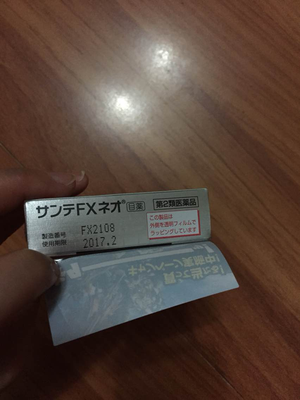 サンテFXネオ® 目薬 第2類医薬品
製造番号 FX2108
使用期限 2017.2
この製品は
外箱を透明フィルムで
ラッピングしています